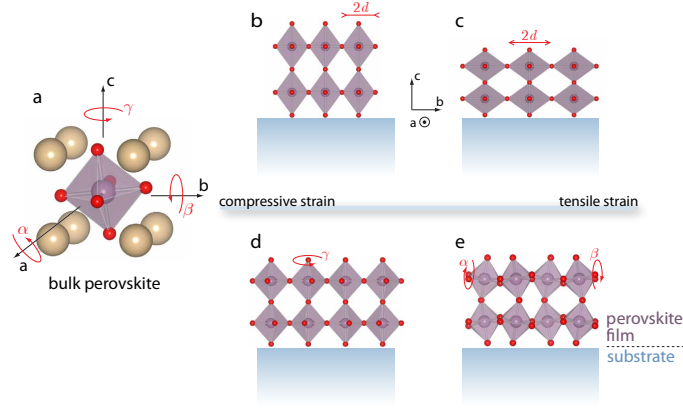 a
c
γ
b
β
α
a
bulk perovskite
b
2d
c
b
a
c
2d
compressive strain
tensile strain
d
γ
e
α
β
perovskite
film
substrate